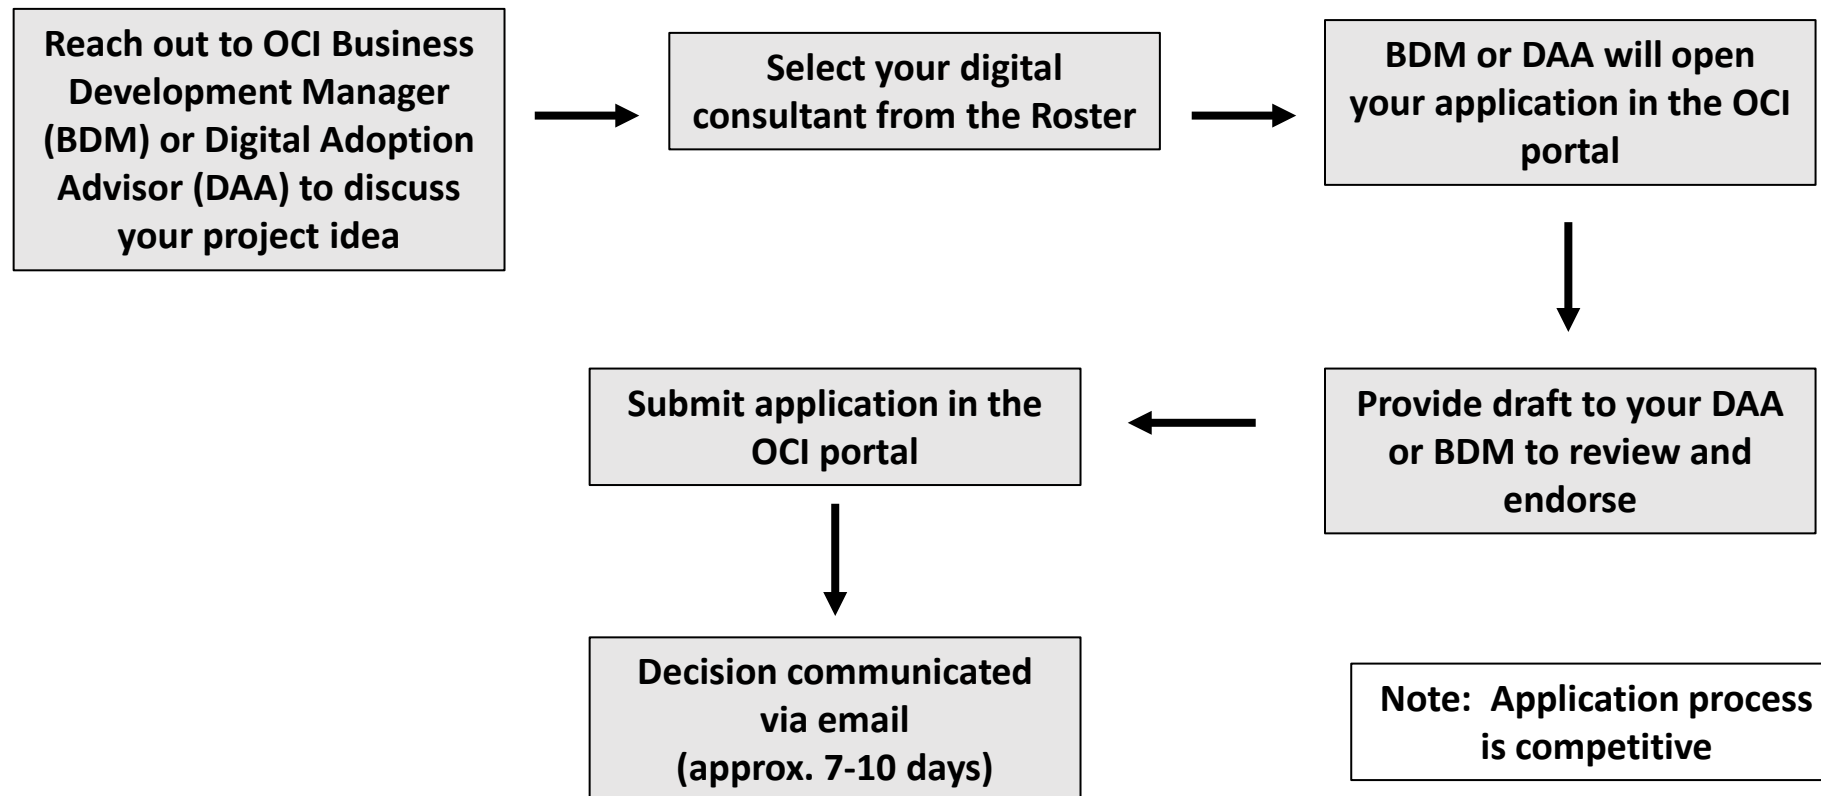 Reach out to OCI Business
Development Manager
(BDM) or Digital Adoption
Advisor (DAA) to discuss
your project idea
Select your digital
consultant from the Roster
BDM or DAA will open
your application in the OCI
portal
Provide draft to your DAA
or BDM to review and
endorse
Submit application in the
OCI portal
Decision communicated
via email
(approx. 7-10 days)
Note:  Application process
is competitive